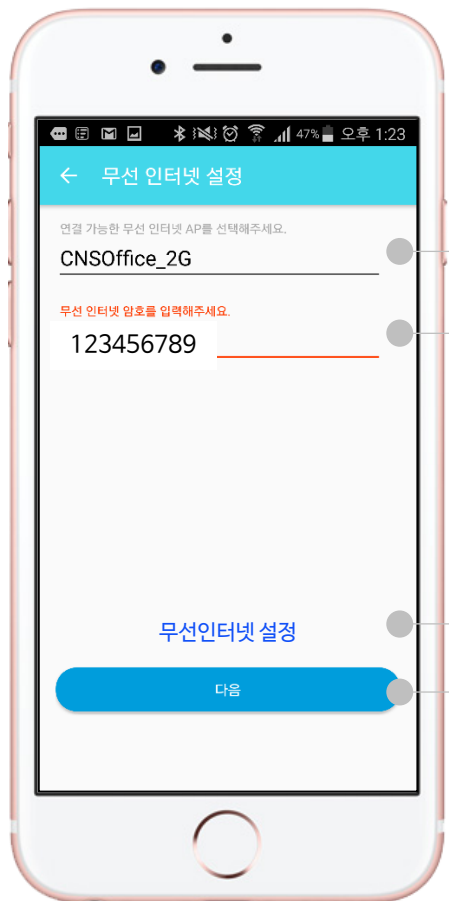 47% 오후 1:23
무선 인터넷 설정
연결 가능한 무선 인터넷 AP를 선택해주세요.
CNSOffice_2G
무선 인터넷 암호를 입력해주세요.
123456789
무선인터넷 설정
다음